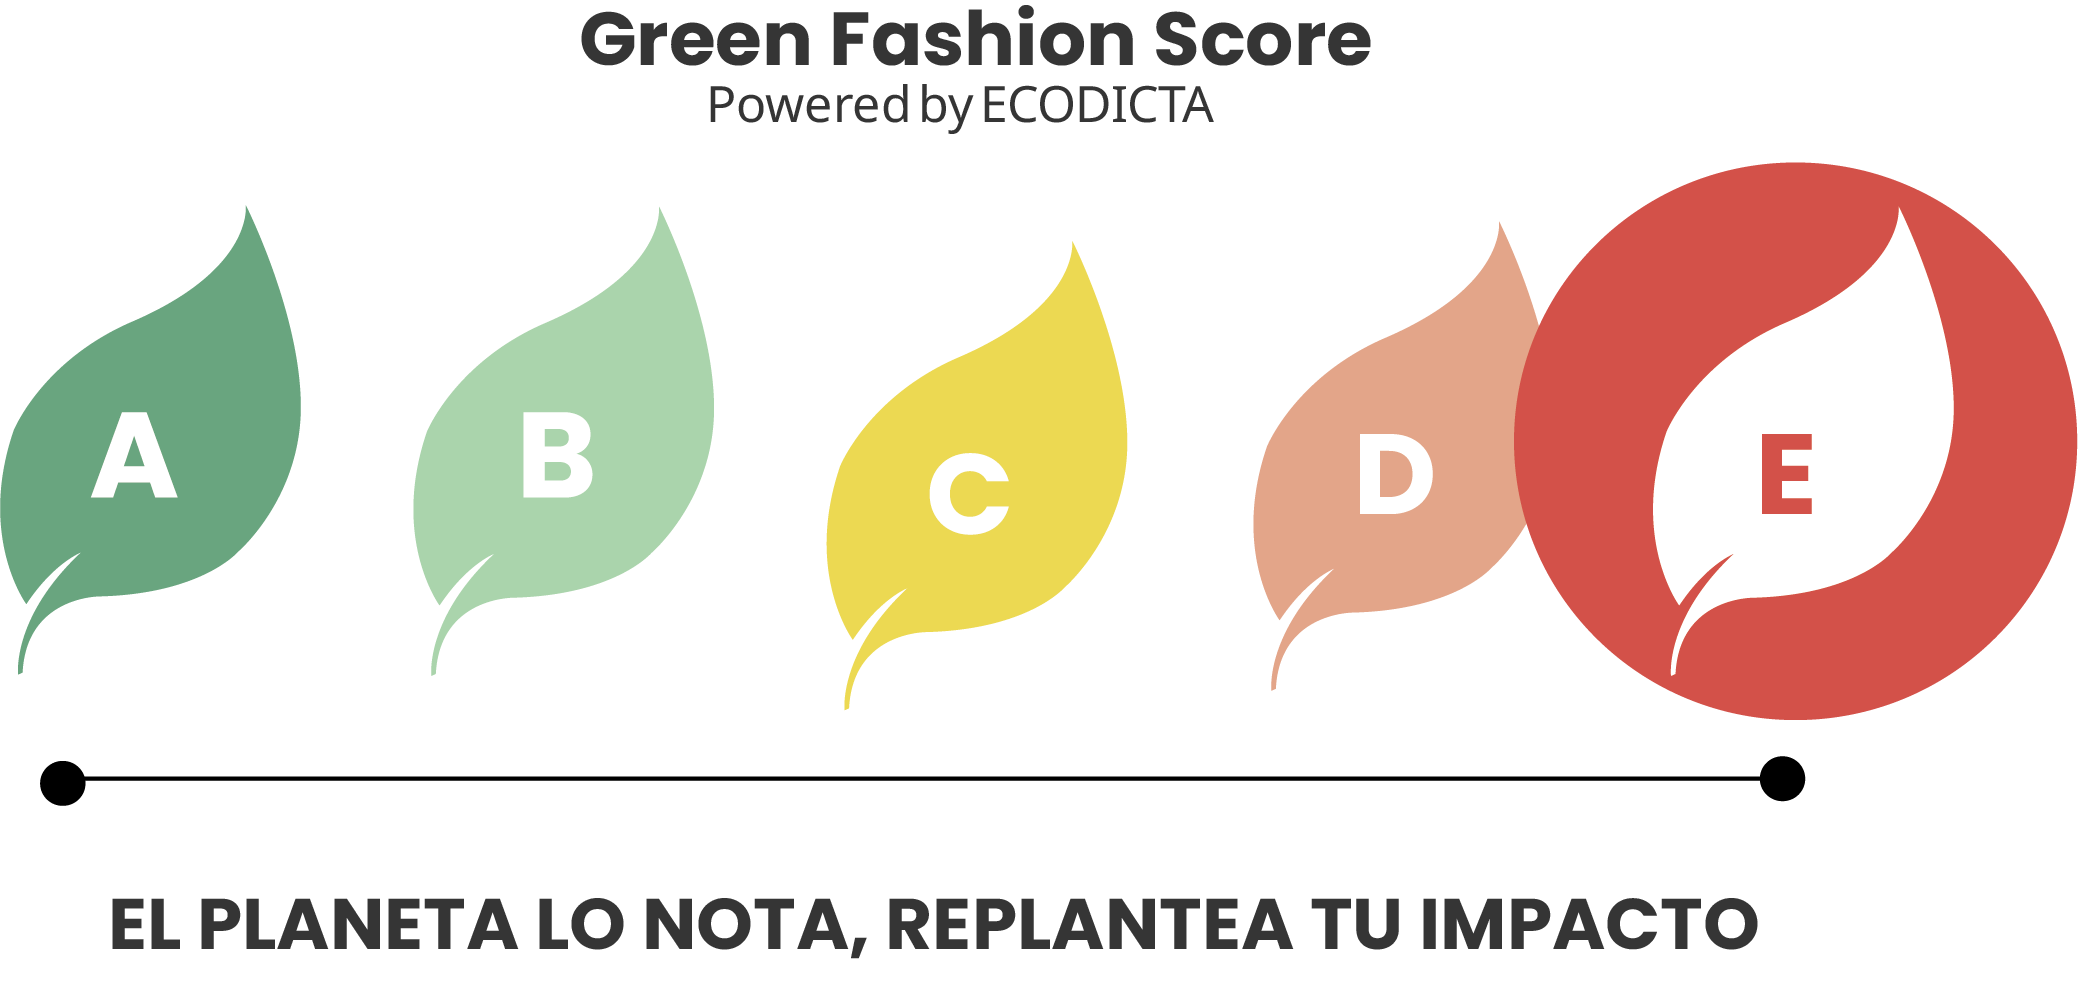 Green Fashion Score
Powered by ECODICTA
A B C D E
EL PLANETA LO NOTA, REPLANTEA TU IMPACTO